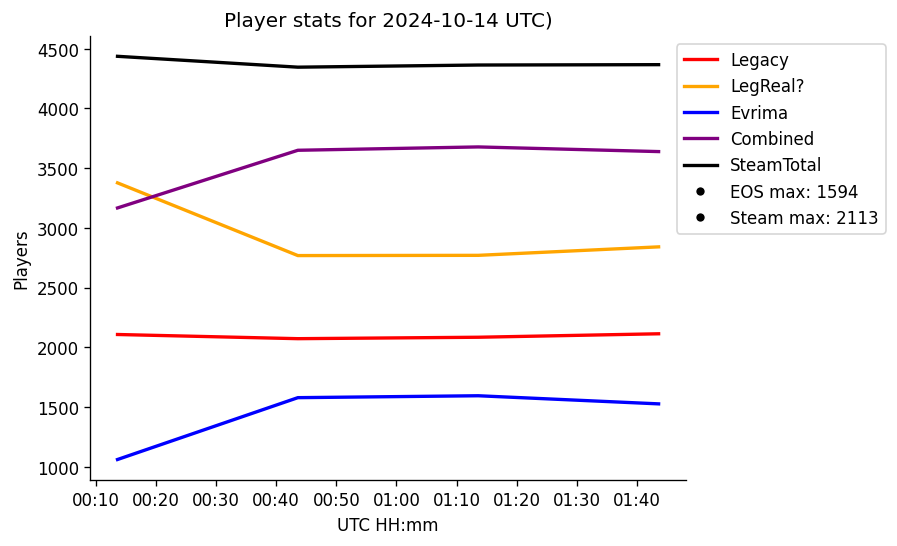 Player stats for 2024-10-14 UTC)
4500
4000
3500
3000
2500
2000
1500
1000
Players
00:10 00:20 00:30 00:40 00:50 01:00 01:10 01:20 01:30 01:40
UTC HH:mm
Legacy
LegReal?
Evrima
Combined
SteamTotal
EOS max: 1594
Steam max: 2113